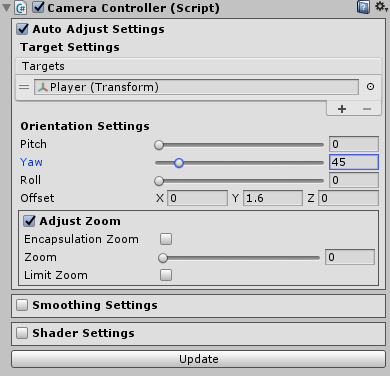 Camera Controller (Script)
Auto Adjust Settings
Target Settings
Targets
Player (Transform)
+ −
Orientation Settings
Pitch 0
Yaw 45
Roll 0
Offset X 0 Y 1.6 Z 0
Adjust Zoom
Encapsulation Zoom
Zoom 0
Limit Zoom
Smoothing Settings
Shader Settings
Update